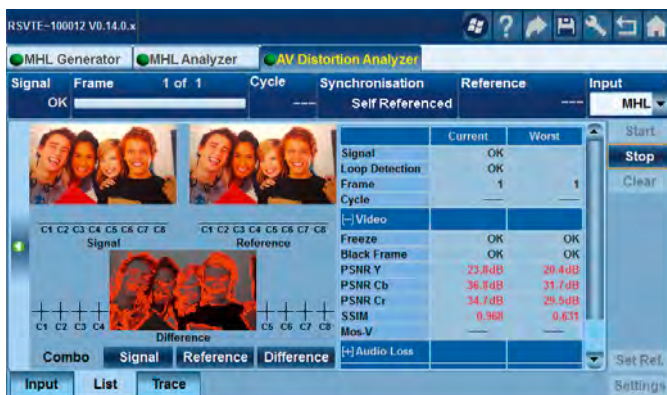 RSVTE-100012 V0.14.0.x
?
MHL Generator MHL Analyzer AV Distortion Analyzer
Signal Frame 1 of 1 Cycle Synchronisation Reference Input
OK --- Self Referenced --- MHL
Current Worst
Signal OK
Loop Detection OK
Frame 1 1
Cycle --- ---
[-] Video
Freeze OK OK
Black Frame OK OK
PSNR Y 23.8dB 20.4dB
PSNR Cb 36.8dB 31.7dB
PSNR Cr 34.7dB 29.5dB
SSIM 0.968 0.631
Mos-V --- ---
[+] Audio Loss
C1 C2 C3 C4 C5 C6 C7 C8
Signal
C1 C2 C3 C4 C5 C6 C7 C8
Reference
C1 C2 C3 C4 C5 C6 C7 C8
Difference
Combo Signal Reference Difference
Start
Stop
Clear
Set Ref.
Settings
1
Input List Trace